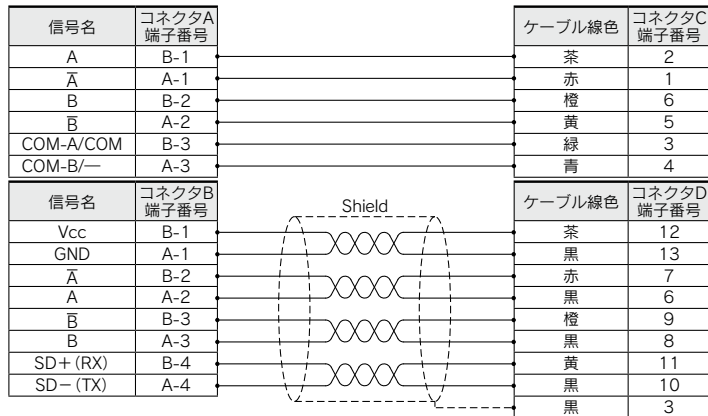 信号名 コネクタA 端子番号 ケーブル線色 コネクタC 端子番号
A B-1 茶 2
A̅ A-1 赤 1
B B-2 橙 6
B̅ A-2 黄 5
COM-A/COM B-3 緑 3
COM-B/— A-3 青 4
信号名 コネクタB 端子番号 Shield ケーブル線色 コネクタD 端子番号
Vcc B-1 茶 12
GND A-1 黒 13
A̅ B-2 赤 7
A A-2 黒 6
B̅ B-3 橙 9
B A-3 黒 8
SD+(RX) B-4 黄 11
SD−(TX) A-4 黒 10
黒 3